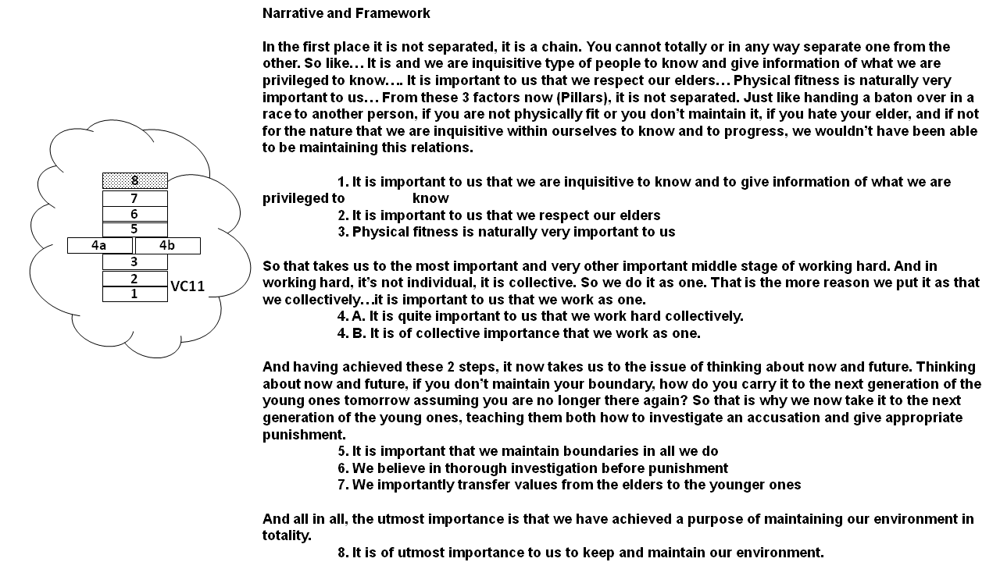 Narrative and Framework
In the first place it is not separated, it is a chain. You cannot totally or in any way separate one from the
other. So like… It is and we are inquisitive type of people to know and give information of what we are
privileged to know…. It is important to us that we respect our elders… Physical fitness is naturally very
important to us… From these 3 factors now (Pillars), it is not separated. Just like handing a baton over in a
race to another person, if you are not physically fit or you don’t maintain it, if you hate your elder, and if not
for the nature that we are inquisitive within ourselves to know and to progress, we wouldn’t have been able
to be maintaining this relations.
1. It is important to us that we are inquisitive to know and to give information of what we are
privileged to know
2. It is important to us that we respect our elders
3. Physical fitness is naturally very important to us
So that takes us to the most important and very other important middle stage of working hard. And in
working hard, it’s not individual, it is collective. So we do it as one. That is the more reason we put it as that
we collectively…it is important to us that we work as one.
4. A. It is quite important to us that we work hard collectively.
4. B. It is of collective importance that we work as one.
And having achieved these 2 steps, it now takes us to the issue of thinking about now and future. Thinking
about now and future, if you don’t maintain your boundary, how do you carry it to the next generation of the
young ones tomorrow assuming you are no longer there again? So that is why we now take it to the next
generation of the young ones, teaching them both how to investigate an accusation and give appropriate
punishment.
5. It is important that we maintain boundaries in all we do
6. We believe in thorough investigation before punishment
7. We importantly transfer values from the elders to the younger ones
And all in all, the utmost importance is that we have achieved a purpose of maintaining our environment in
totality.
8. It is of utmost importance to us to keep and maintain our environment.
8
7
6
5
4a 4b
3
2
VC11
1